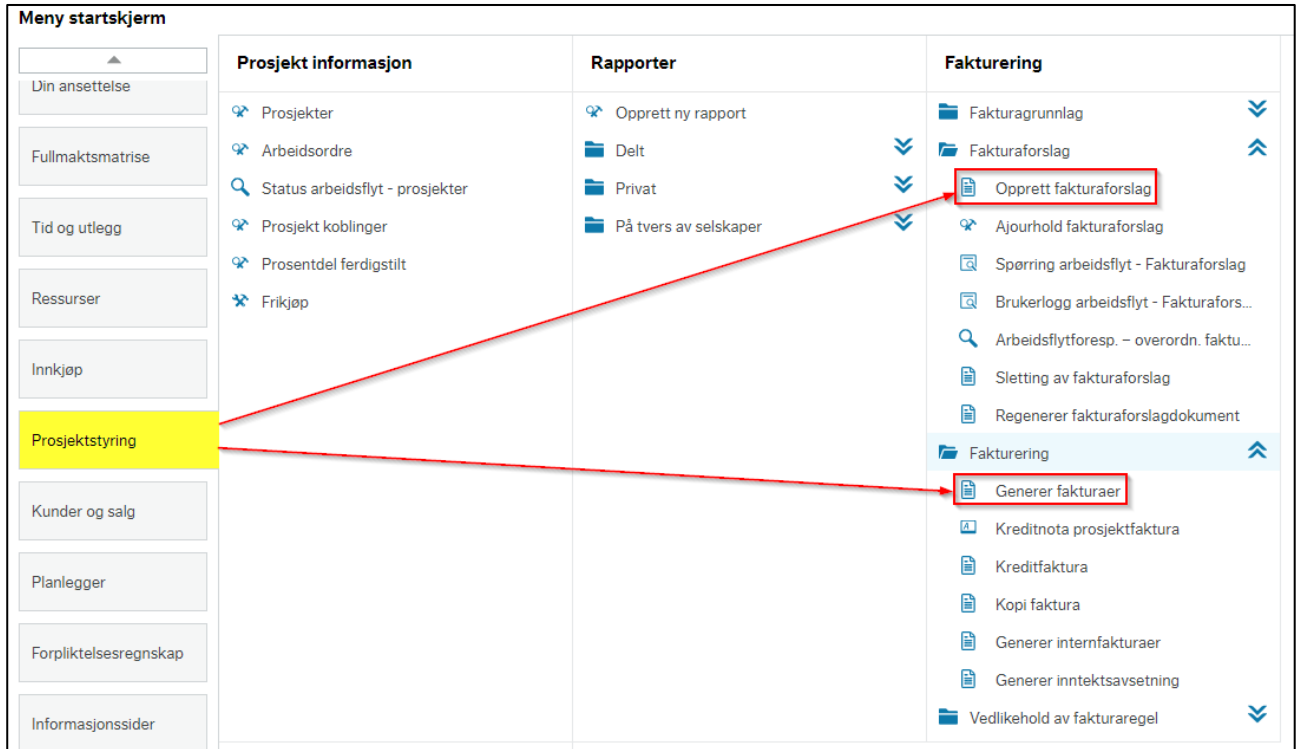 Meny startskjerm
Din ansettelse
Fullmaktsmatrise
Tid og utlegg
Ressurser
Innkjøp
Prosjektstyring
Kunder og salg
Planlegger
Forpliktelsesregnskap
Informasjonssider
Prosjekt informasjon
Prosjekter
Arbeidsordre
Status arbeidsflyt - prosjekter
Prosjekt koblinger
Prosentdel ferdigstilt
Frikjøp
Rapporter
Opprett ny rapport
Delt
Privat
På tvers av selskaper
Fakturering
Fakturagrunnlag
Fakturaforslag
Opprett fakturaforslag
Ajourhold fakturaforslag
Spørring arbeidsflyt - Fakturaforslag
Brukerlogg arbeidsflyt - Fakturafors...
Arbeidsflytforesp. – overordn. faktu...
Sletting av fakturaforslag
Regenerer fakturaforslagdokument
Fakturering
Generer fakturaer
Kreditnota prosjektfaktura
Kreditfaktura
Kopi faktura
Generer internfakturaer
Generer inntektsavsetning
Vedlikehold av fakturaregel